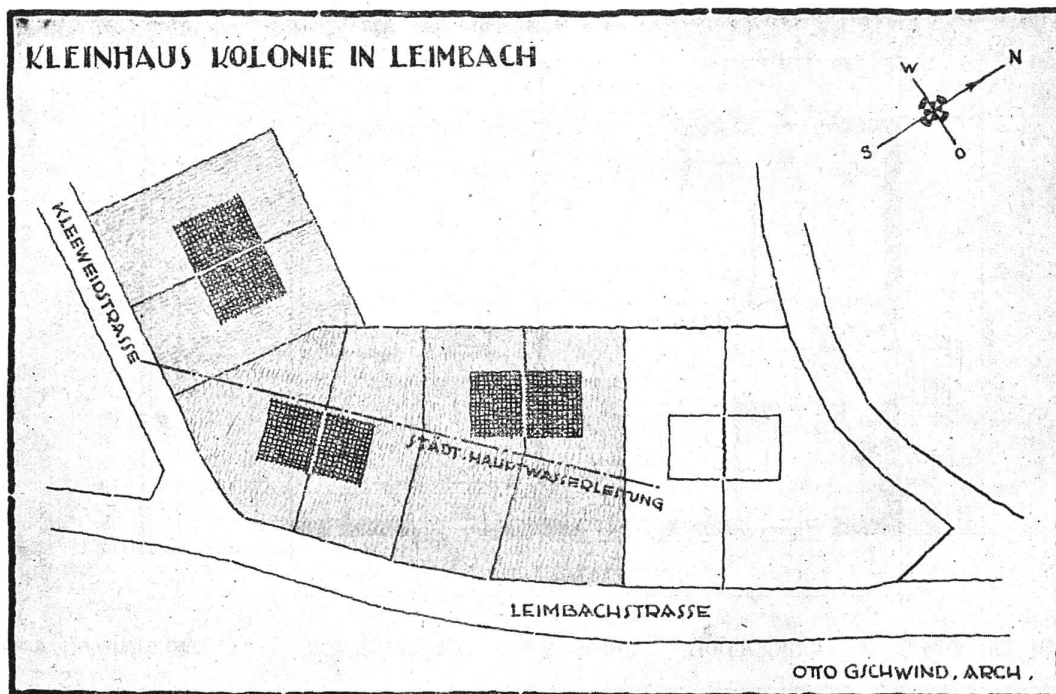 KLEINHAUS KOLONIE IN LEIMBACH
W
N
S
O
KLEEWEIDSTRASSE
STÄDT. HAUPTWASSERLEITUNG
LEIMBACHSTRASSE
OTTO GSCHWIND, ARCH.